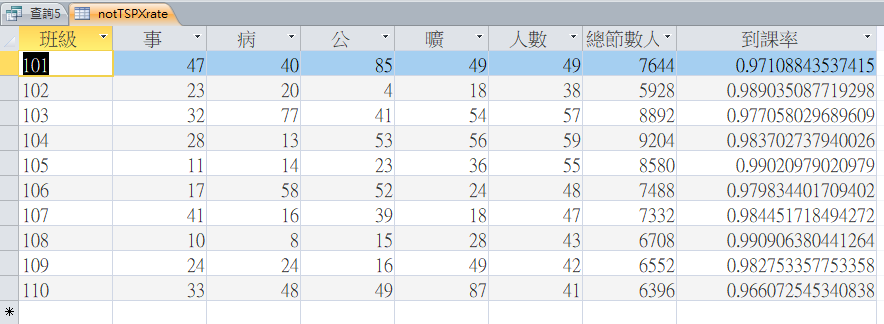 查詢5 notTSPXrate
班級 事 病 公 曠 人數 總節數人 到課率
101 47 40 85 49 49 7644 0.97108843537415
102 23 20 4 18 38 5928 0.989035087719298
103 32 77 41 54 57 8892 0.977058029689609
104 28 13 53 56 59 9204 0.983702737940026
105 11 14 23 36 55 8580 0.99020979020979
106 17 58 52 24 48 7488 0.979834401709402
107 41 16 39 18 47 7332 0.984451718494272
108 10 8 15 28 43 6708 0.990906380441264
109 24 24 16 49 42 6552 0.982753357753358
110 33 48 49 87 41 6396 0.966072545340838